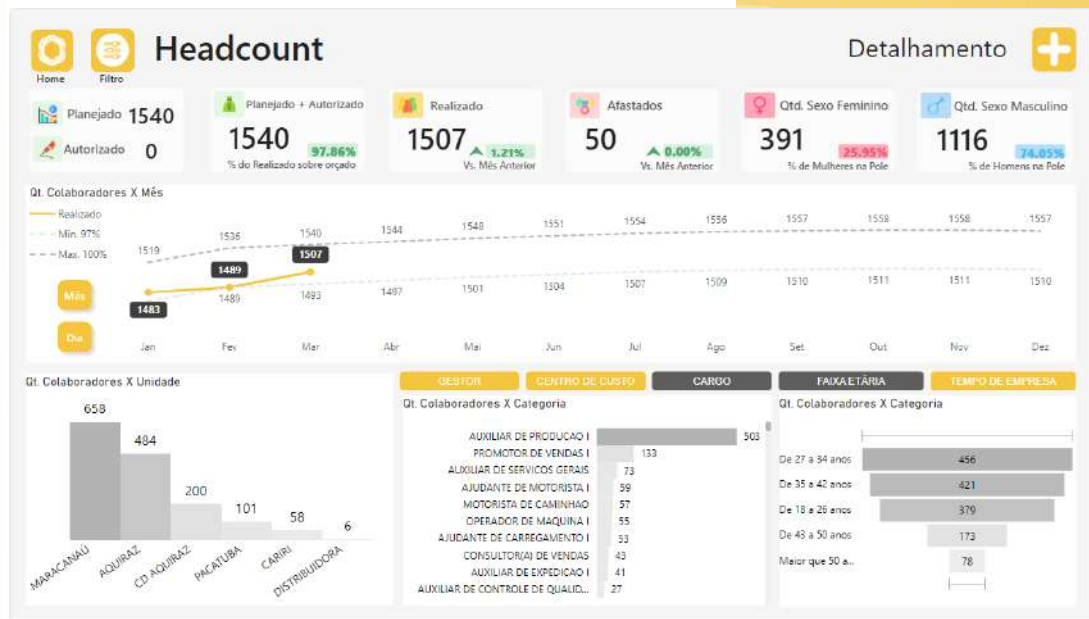 Headcount
Detalhamento
Home
Filtro
Planejado 1540
Autorizado 0
Planejado + Autorizado
1540
97.86%
% do Realizado sobre orçado
Realizado
1507
1.21%
Vs. Mês Anterior
Afastados
50
0.00%
Vs. Mês Anterior
Qtd. Sexo Feminino
391
25.95%
% de Mulheres na Pole
Qtd. Sexo Masculino
1116
74.05%
% de Homens na Pole
Qt. Colaboradores X Mês
Realizado
Min. 97%
Max. 100%
1519 1536 1540 1544 1548 1551 1554 1556 1557 1558 1558 1557
1483 1489 1507
1489 1493 1497 1501 1504 1507 1509 1510 1511 1511 1510
Mês
Dia
Jan Fev Mar Abr Mai Jun Jul Ago Set Out Nov Dez
Qt. Colaboradores X Unidade
658
484
200
101
58
6
MARACANAÚ
AQUIRAZ
CD AQUIRAZ
PACATUBA
CARIRI
DISTRIBUIDORA
GESTOR CENTRO DE CUSTO CARGO
Qt. Colaboradores X Categoria
AUXILIAR DE PRODUCAO I 503
PROMOTOR DE VENDAS I 133
AUXILIAR DE SERVICOS GERAIS 73
AJUDANTE DE MOTORISTA I 59
MOTORISTA DE CAMINHAO 57
OPERADOR DE MAQUINA I 55
AJUDANTE DE CARREGAMENTO I 53
CONSULTOR(A) DE VENDAS 43
AUXILIAR DE EXPEDICAO I 41
AUXILIAR DE CONTROLE DE QUALID... 27
FAIXA ETÁRIA TEMPO DE EMPRESA
Qt. Colaboradores X Categoria
De 27 a 34 anos 456
De 35 a 42 anos 421
De 18 a 26 anos 379
De 43 a 50 anos 173
Maior que 50 a... 78